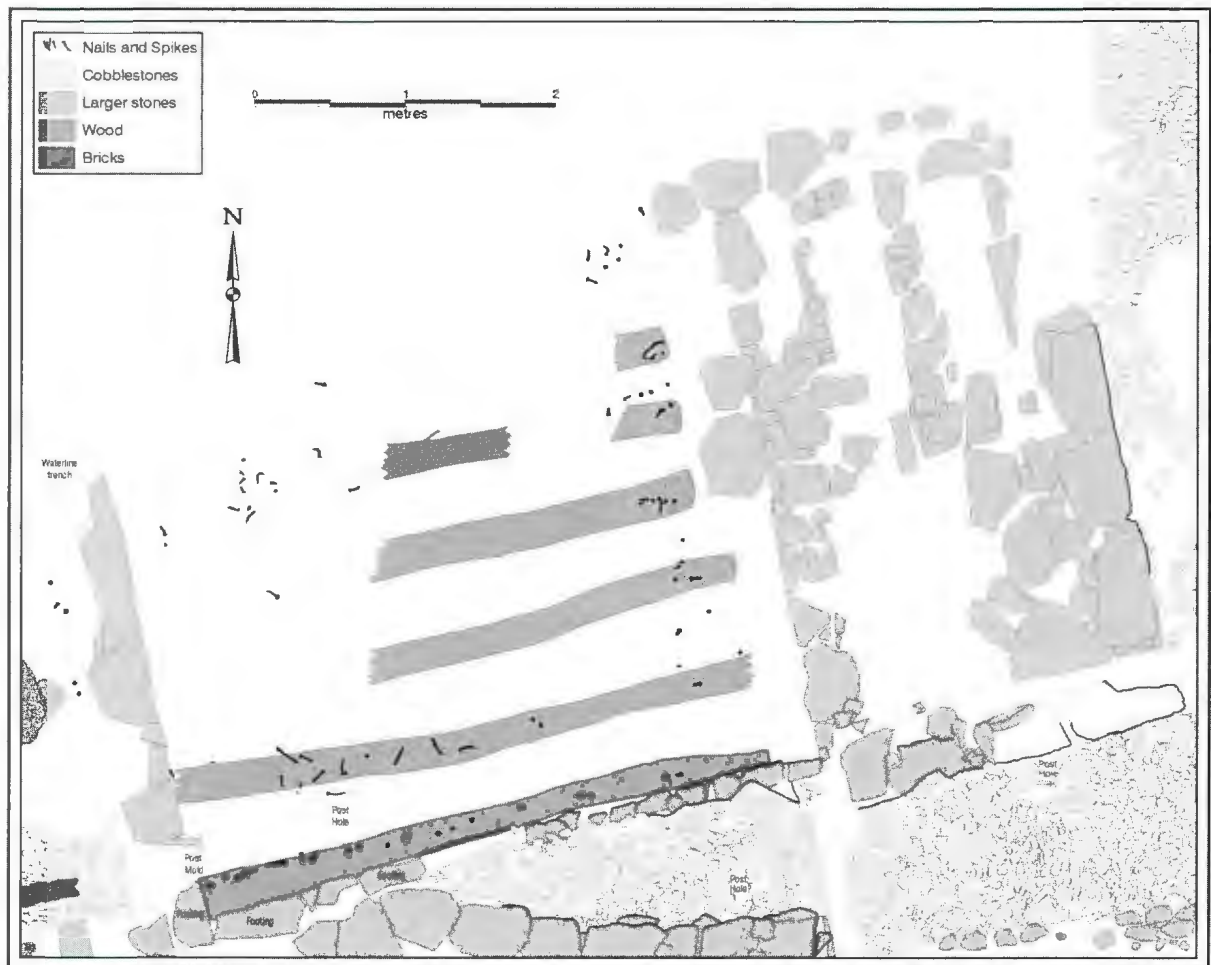 Nails and Spikes
Cobblestones
Larger stones
Wood
Bricks
0 1 2
metres
N
Waterline
trench
Post
Hole
Post
Mold
Post
Hole
Post
Hole?
Footing